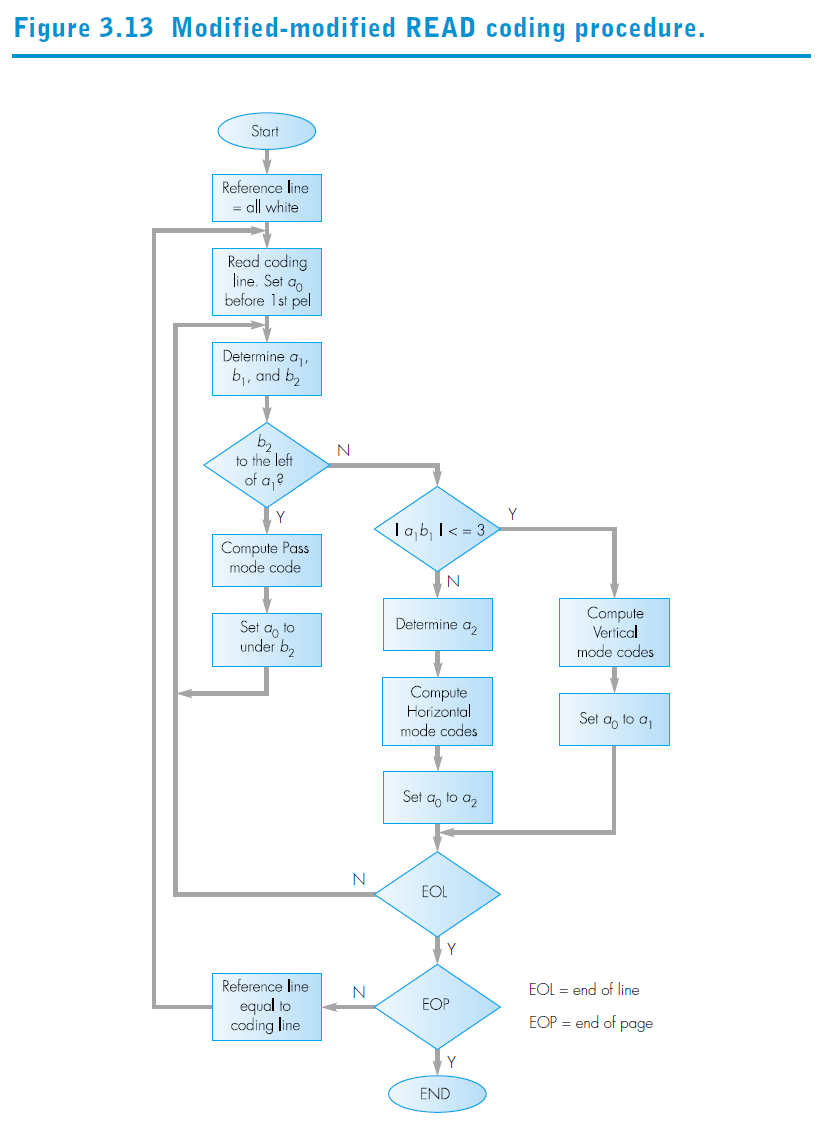 Figure 3.13 Modified-modified READ coding procedure.
Start
Reference line
= all white
Read coding
line. Set a₀
before 1st pel
Determine a₁,
b₁, and b₂
b₂
to the left
of a₁?
N
Y
Compute Pass
mode code
Set a₀ to
under b₂
| a₁b₁ | < = 3
Y
N
Determine a₂
Compute
Horizontal
mode codes
Set a₀ to a₂
Compute
Vertical
mode codes
Set a₀ to a₁
EOL
N
Y
EOP
N
Reference line
equal to
coding line
Y
END
EOL = end of line
EOP = end of page